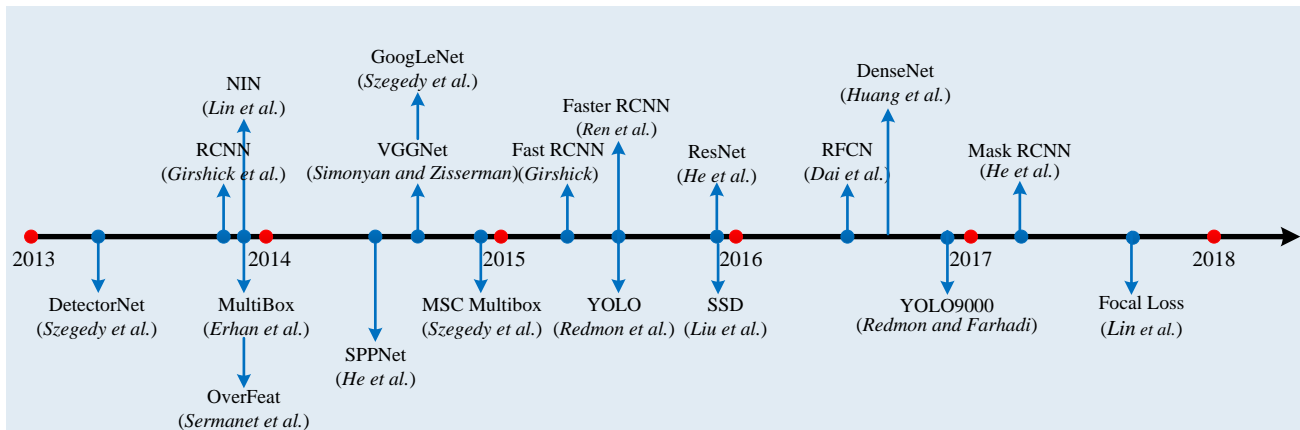 GoogLeNet
(Szegedy et al.)
NIN
(Lin et al.)
DenseNet
(Huang et al.)
Faster RCNN
(Ren et al.)
RCNN
(Girshick et al.)
VGGNet
(Simonyan and Zisserman)
Fast RCNN
(Girshick)
ResNet
(He et al.)
RFCN
(Dai et al.)
Mask RCNN
(He et al.)
2013
2014
2015
2016
2017
2018
DetectorNet
(Szegedy et al.)
MultiBox
(Erhan et al.)
MSC Multibox
(Szegedy et al.)
YOLO
(Redmon et al.)
SSD
(Liu et al.)
YOLO9000
(Redmon and Farhadi)
Focal Loss
(Lin et al.)
SPPNet
(He et al.)
OverFeat
(Sermanet et al.)